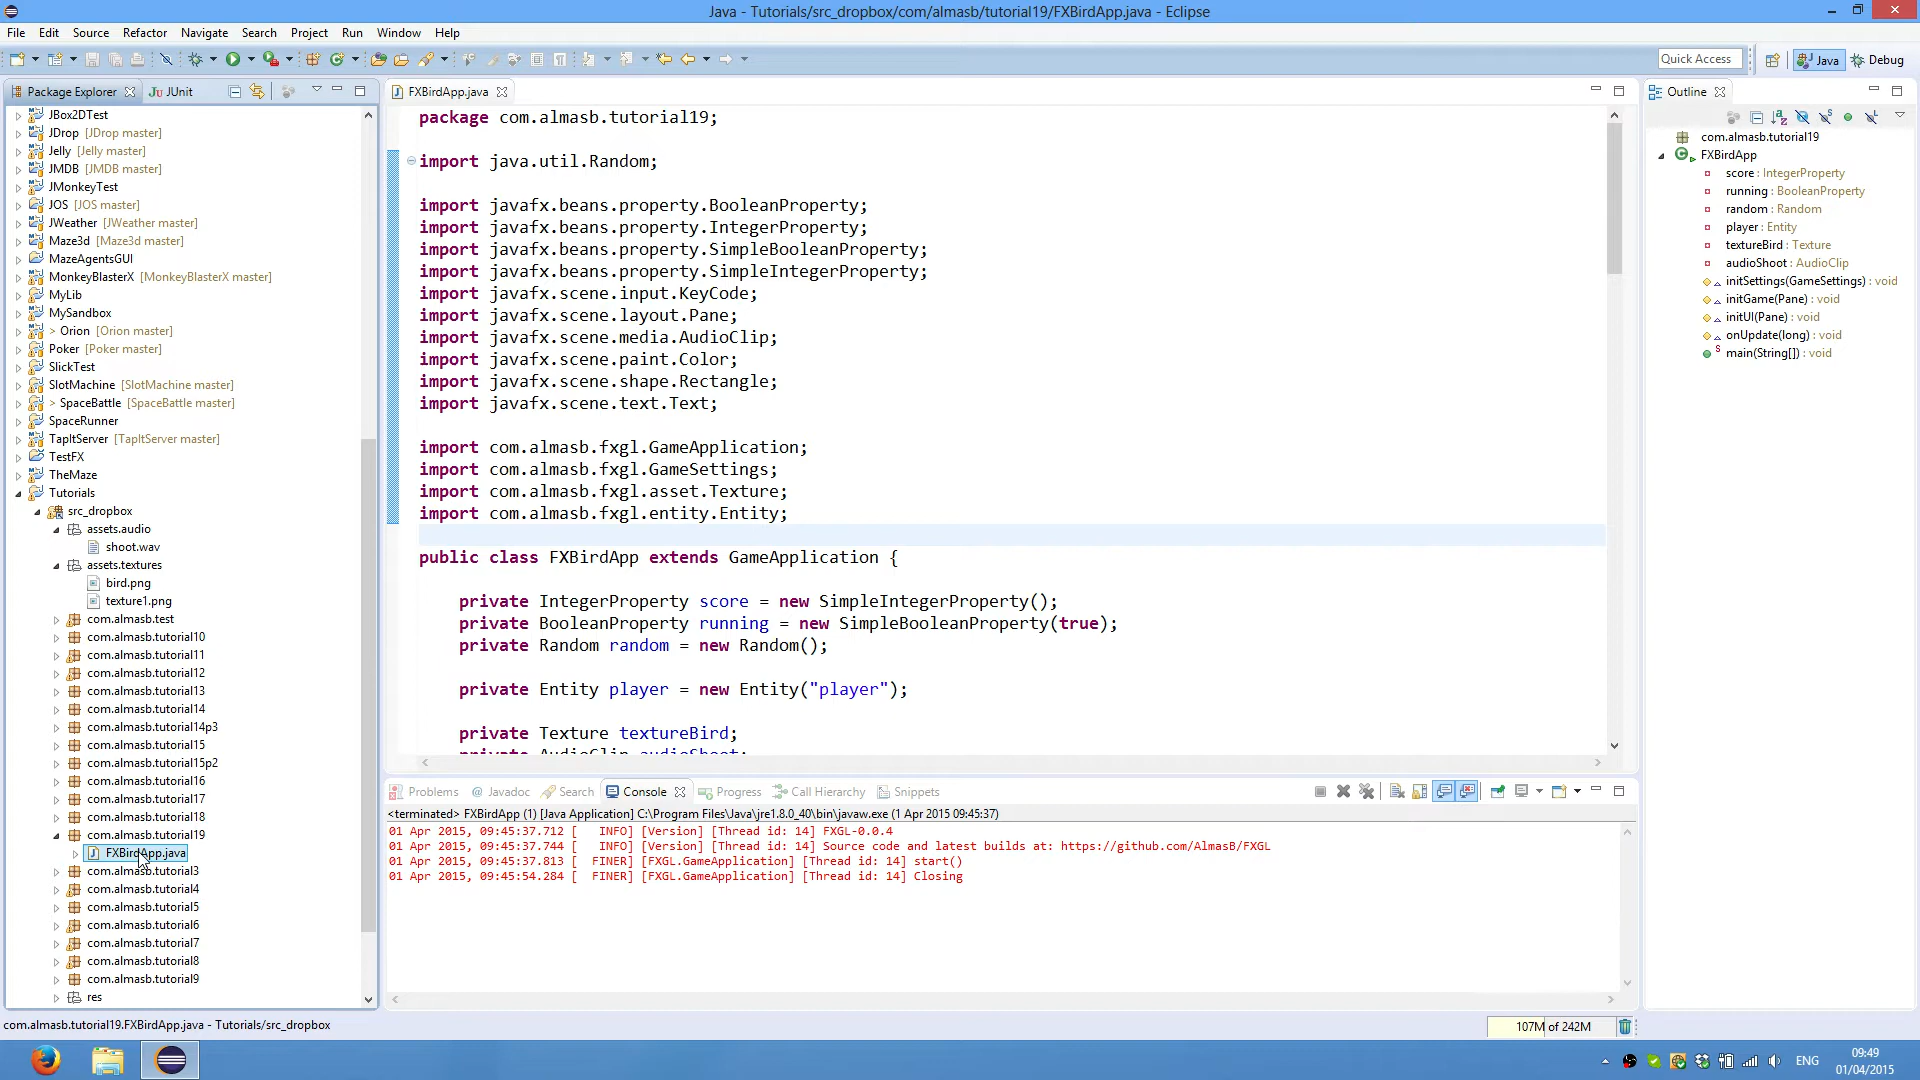 Java - Tutorials/src_dropbox/com/almasb/tutorial19/FXBirdApp.java - Eclipse
File Edit Source Refactor Navigate Search Project Run Window Help
Quick Access
Java
Debug
Package Explorer
JUnit
JBox2DTest
JDrop [JDrop master]
Jelly [Jelly master]
JMDB [JMDB master]
JMonkeyTest
JOS [JOS master]
JWeather [JWeather master]
Maze3d [Maze3d master]
MazeAgentsGUI
MonkeyBlasterX [MonkeyBlasterX master]
MyLib
MySandbox
> Orion [Orion master]
Poker [Poker master]
SlickTest
SlotMachine [SlotMachine master]
> SpaceBattle [SpaceBattle master]
SpaceRunner
TapItServer [TapItServer master]
TestFX
TheMaze
Tutorials
src_dropbox
assets.audio
shoot.wav
assets.textures
bird.png
texture1.png
com.almasb.test
com.almasb.tutorial10
com.almasb.tutorial11
com.almasb.tutorial12
com.almasb.tutorial13
com.almasb.tutorial14
com.almasb.tutorial14p3
com.almasb.tutorial15
com.almasb.tutorial15p2
com.almasb.tutorial16
com.almasb.tutorial17
com.almasb.tutorial18
com.almasb.tutorial19
FXBirdApp.java
com.almasb.tutorial3
com.almasb.tutorial4
com.almasb.tutorial5
com.almasb.tutorial6
com.almasb.tutorial7
com.almasb.tutorial8
com.almasb.tutorial9
res
FXBirdApp.java
package com.almasb.tutorial19;
import java.util.Random;
import javafx.beans.property.BooleanProperty;
import javafx.beans.property.IntegerProperty;
import javafx.beans.property.SimpleBooleanProperty;
import javafx.beans.property.SimpleIntegerProperty;
import javafx.scene.input.KeyCode;
import javafx.scene.layout.Pane;
import javafx.scene.media.AudioClip;
import javafx.scene.paint.Color;
import javafx.scene.shape.Rectangle;
import javafx.scene.text.Text;
import com.almasb.fxgl.GameApplication;
import com.almasb.fxgl.GameSettings;
import com.almasb.fxgl.asset.Texture;
import com.almasb.fxgl.entity.Entity;
public class FXBirdApp extends GameApplication {
private IntegerProperty score = new SimpleIntegerProperty();
private BooleanProperty running = new SimpleBooleanProperty(true);
private Random random = new Random();
private Entity player = new Entity("player");
private Texture textureBird;
private AudioClip audioShoot;
Problems
Javadoc
Search
Console
Progress
Call Hierarchy
Snippets
<terminated> FXBirdApp (1) [Java Application] C:\Program Files\Java\jre1.8.0_40\bin\javaw.exe (1 Apr 2015 09:45:37)
01 Apr 2015, 09:45:37.712 [   INFO] [Version] [Thread id: 14] FXGL-0.0.4
01 Apr 2015, 09:45:37.744 [   INFO] [Version] [Thread id: 14] Source code and latest builds at: https://github.com/AlmasB/FXGL
01 Apr 2015, 09:45:37.813 [  FINER] [FXGL.GameApplication] [Thread id: 14] start()
01 Apr 2015, 09:45:54.284 [  FINER] [FXGL.GameApplication] [Thread id: 14] Closing
Outline
com.almasb.tutorial19
FXBirdApp
score : IntegerProperty
running : BooleanProperty
random : Random
player : Entity
textureBird : Texture
audioShoot : AudioClip
initSettings(GameSettings) : void
initGame(Pane) : void
initUI(Pane) : void
onUpdate(long) : void
main(String[]) : void
com.almasb.tutorial19.FXBirdApp.java - Tutorials/src_dropbox
107M of 242M
ENG
09:49
01/04/2015